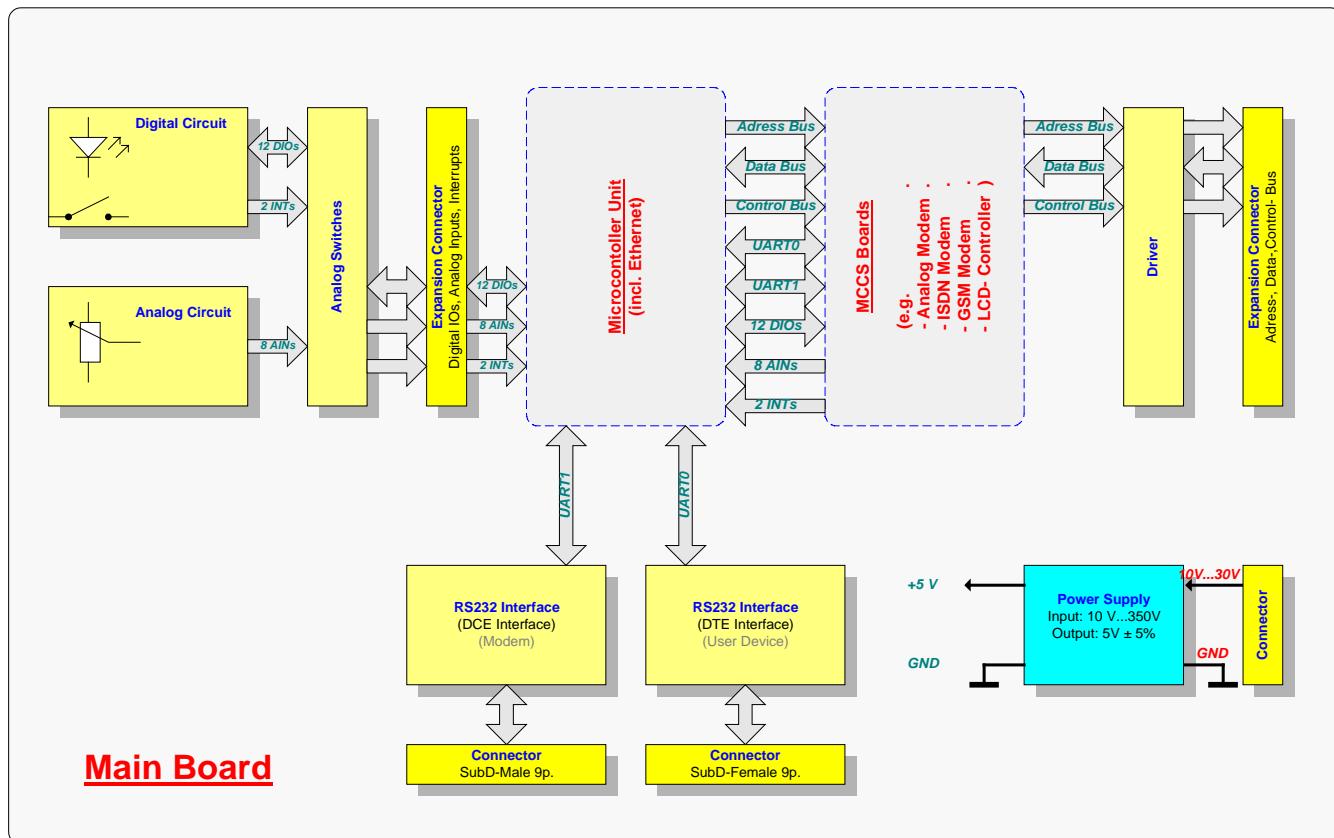 Digital Circuit
12 DIOs
2 INTs
Analog Circuit
8 AINs
Analog Switches
Expansion Connector
Digital IOs, Analog Inputs, Interrupts
12 DIOs
8 AINs
2 INTs
Microcontoller Unit
(incl. Ethernet)
Adress Bus
Data Bus
Control Bus
UART0
UART1
12 DIOs
8 AINs
2 INTs
MCCS Boards
(e.g.
- Analog Modem .
- ISDN Modem .
- GSM Modem .
- LCD- Controller )
Adress Bus
Data Bus
Control Bus
Driver
Expansion Connector
Adress-, Data-,Control- Bus
UART1
UART0
RS232 Interface
(DCE Interface)
(Modem)
RS232 Interface
(DTE Interface)
(User Device)
Connector
SubD-Male 9p.
Connector
SubD-Female 9p.
+5 V
GND
Power Supply
Input: 10 V...350V
Output: 5V ± 5%
10V...30V
GND
Connector
Main Board